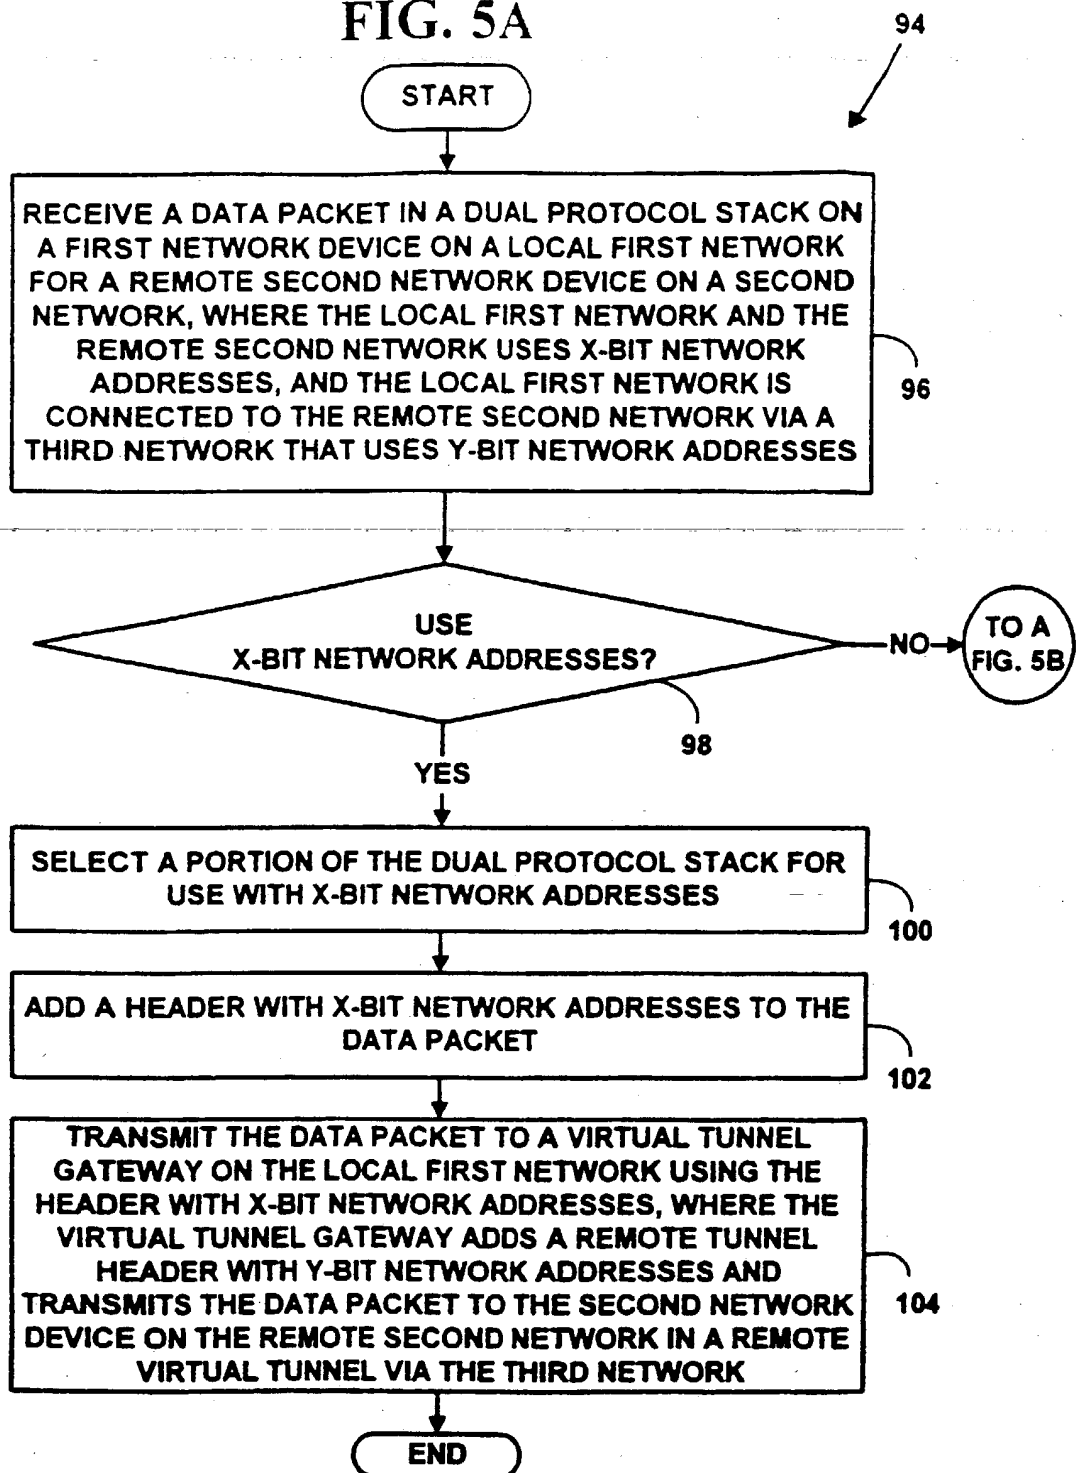 FIG. 5A
94
START
RECEIVE A DATA PACKET IN A DUAL PROTOCOL STACK ON
A FIRST NETWORK DEVICE ON A LOCAL FIRST NETWORK
FOR A REMOTE SECOND NETWORK DEVICE ON A SECOND
NETWORK, WHERE THE LOCAL FIRST NETWORK AND THE
REMOTE SECOND NETWORK USES X-BIT NETWORK
ADDRESSES, AND THE LOCAL FIRST NETWORK IS
CONNECTED TO THE REMOTE SECOND NETWORK VIA A
THIRD NETWORK THAT USES Y-BIT NETWORK ADDRESSES
96
USE
X-BIT NETWORK ADDRESSES?
NO
TO A
FIG. 5B
98
YES
SELECT A PORTION OF THE DUAL PROTOCOL STACK FOR
USE WITH X-BIT NETWORK ADDRESSES
100
ADD A HEADER WITH X-BIT NETWORK ADDRESSES TO THE
DATA PACKET
102
TRANSMIT THE DATA PACKET TO A VIRTUAL TUNNEL
GATEWAY ON THE LOCAL FIRST NETWORK USING THE
HEADER WITH X-BIT NETWORK ADDRESSES, WHERE THE
VIRTUAL TUNNEL GATEWAY ADDS A REMOTE TUNNEL
HEADER WITH Y-BIT NETWORK ADDRESSES AND
TRANSMITS THE DATA PACKET TO THE SECOND NETWORK
DEVICE ON THE REMOTE SECOND NETWORK IN A REMOTE
VIRTUAL TUNNEL VIA THE THIRD NETWORK
104
END